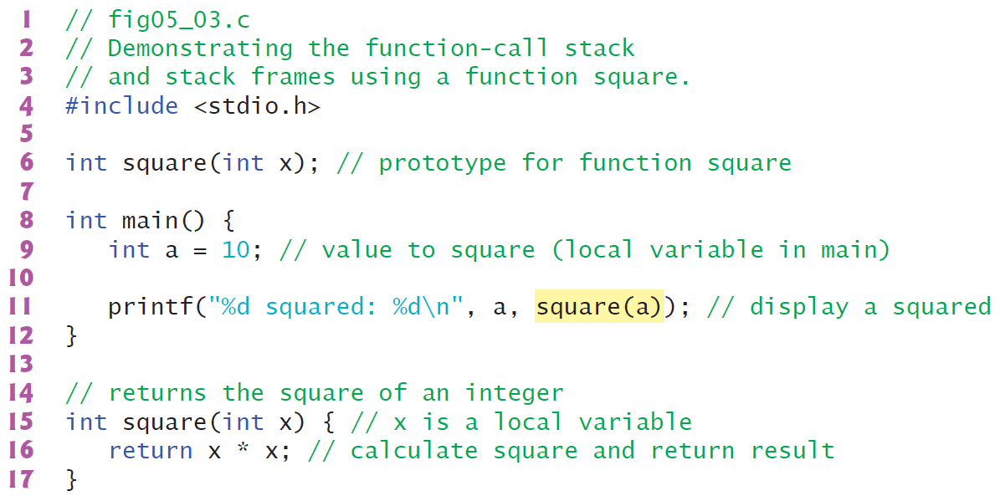 1 // fig05_03.c
2 // Demonstrating the function-call stack
3 // and stack frames using a function square.
4 #include <stdio.h>
5
6 int square(int x); // prototype for function square
7
8 int main() {
9    int a = 10; // value to square (local variable in main)
10
11    printf("%d squared: %d\n", a, square(a)); // display a squared
12 }
13
14 // returns the square of an integer
15 int square(int x) { // x is a local variable
16    return x * x; // calculate square and return result
17 }